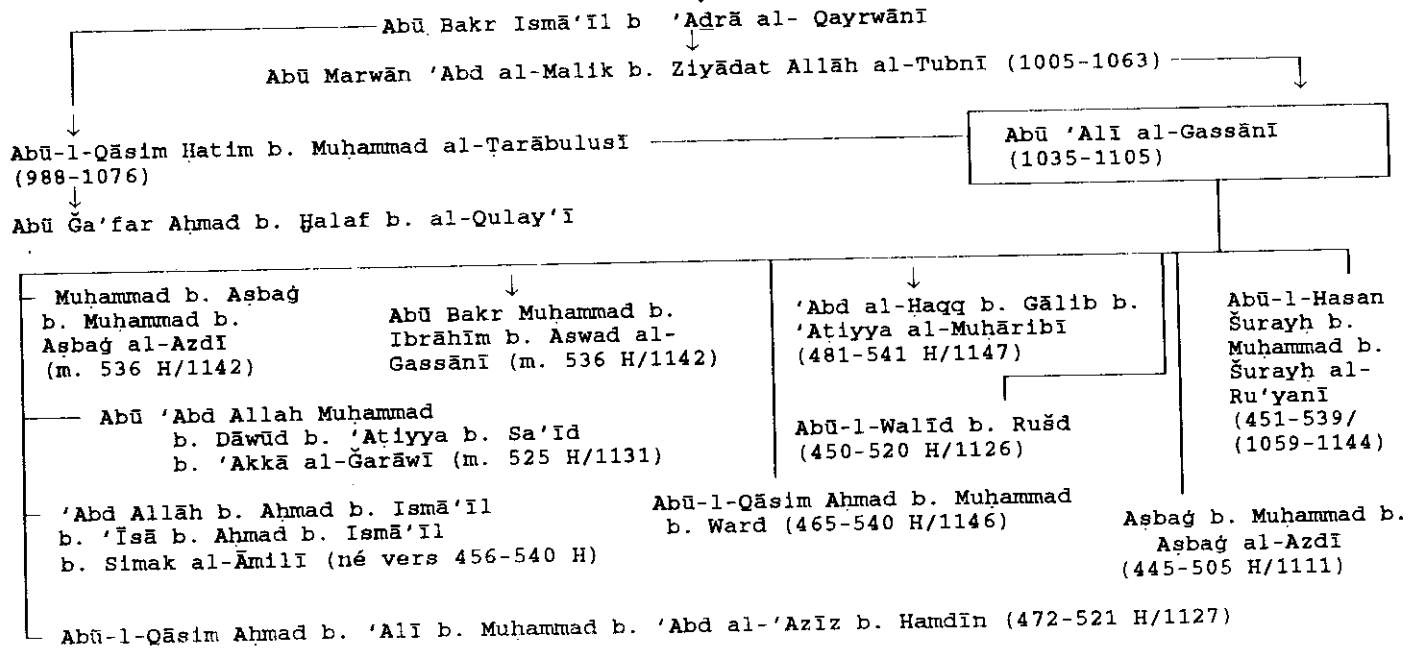 Abū Bakr Ismā‘Īl b ‘Aḏrā al- Qayrwānī
Abū Marwān ‘Abd al-Malik b. Ziyādat Allāh al-Tubnī (1005-1063)
Abū-l-Qāsim Ḥatim b. Muḥammad al-Ṭarābulusī
(988-1076)
Abū ‘Alī al-Gassānī
(1035-1105)
Abū Ğa‘far Aḥmad b. Ḫalaf b. al-Qulay‘ī
Muḥammad b. Aṣbaġ
b. Muḥammad b.
Aṣbaġ al-Azdī
(m. 536 H/1142)
Abū Bakr Muḥammad b.
Ibrāhīm b. Aswad al-
Gassānī (m. 536 H/1142)
‘Abd al-Ḥaqq b. Gālib b.
‘Aṭiyya al-Muḥāribī
(481-541 H/1147)
Abū-l-Hasan
Šurayḥ b.
Muḥammad b.
Šurayḥ al-
Ru‘yanī
(451-539/
(1059-1144)
Abū ‘Abd Allah Muḥammad
b. Dāwūd b. ‘Aṭiyya b. Sa‘īd
b. ‘Akkā al-Ğarāwī (m. 525 H/1131)
Abū-l-Walīd b. Rušd
(450-520 H/1126)
‘Abd Allāh b. Aḥmad b. Ismā‘īl
b. ‘Īsā b. Aḥmad b. Ismā‘īl
b. Simak al-Āmilī (né vers 456-540 H)
Abū-l-Qāsim Aḥmad b. Muḥammad
b. Ward (465-540 H/1146)
Aṣbaġ b. Muḥammad b.
Aṣbaġ al-Azdī
(445-505 H/1111)
Abū-l-Qāsim Aḥmad b. ‘Alī b. Muḥammad b. ‘Abd al-‘Azīz b. Hamdīn (472-521 H/1127)